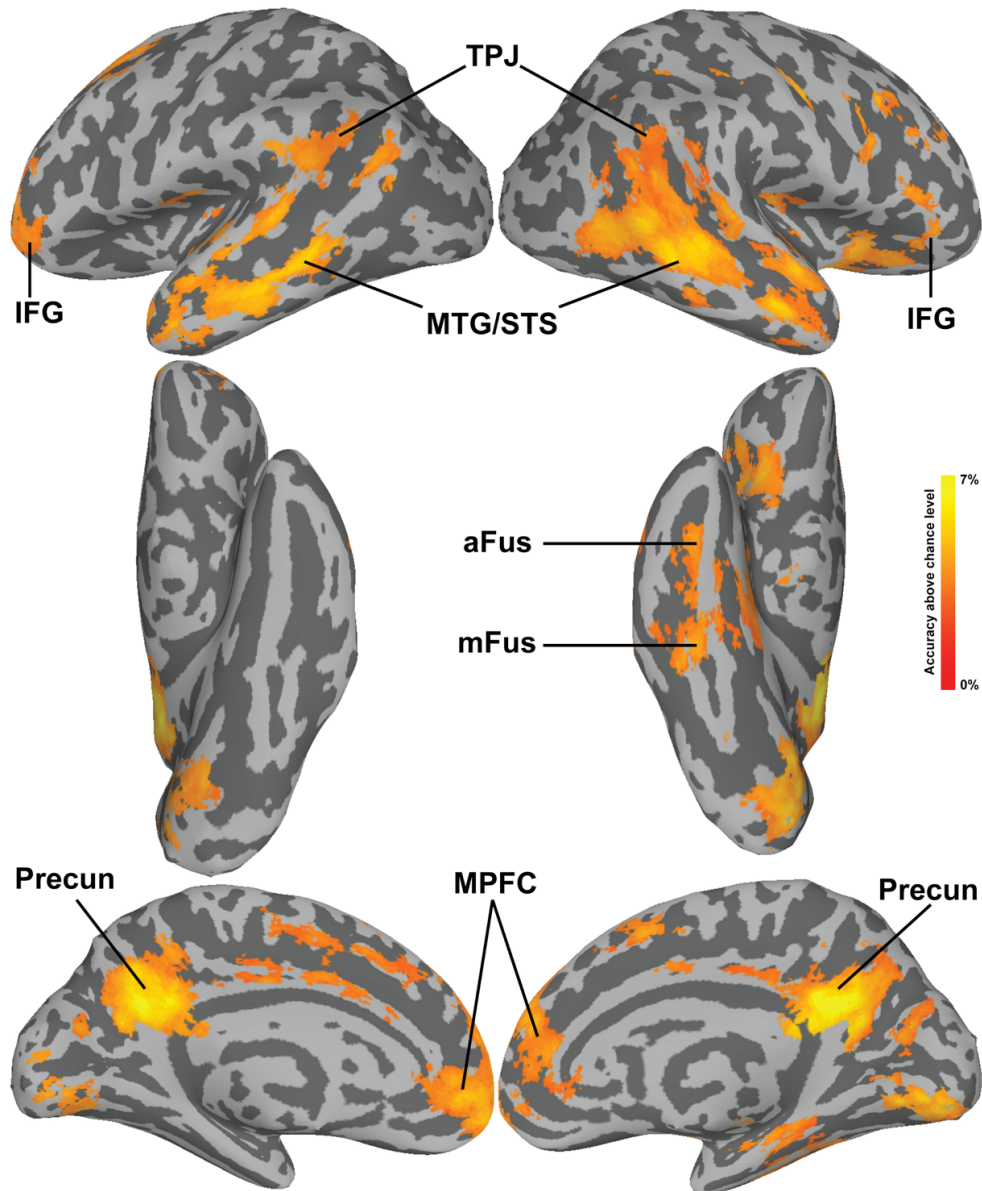 TPJ
IFG
MTG/STS
IFG
aFus
mFus
7%
Accuracy above chance level
0%
Precun
MPFC
Precun